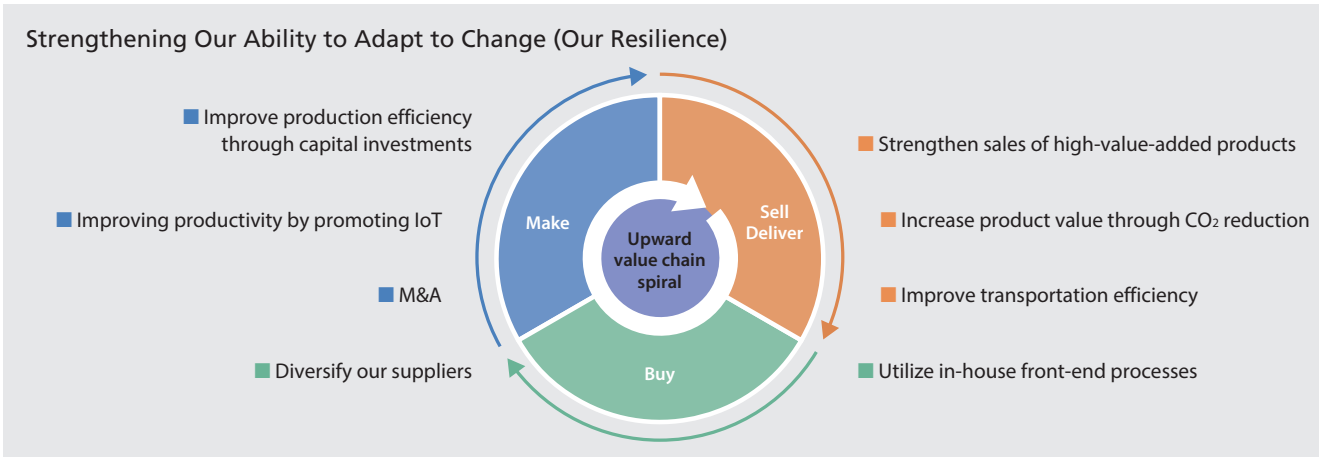 Strengthening Our Ability to Adapt to Change (Our Resilience)
Improve production efficiency
through capital investments
Improving productivity by promoting IoT
M&A
Diversify our suppliers
Make
Upward
value chain
spiral
Sell
Deliver
Buy
Strengthen sales of high-value-added products
Increase product value through CO₂ reduction
Improve transportation efficiency
Utilize in-house front-end processes